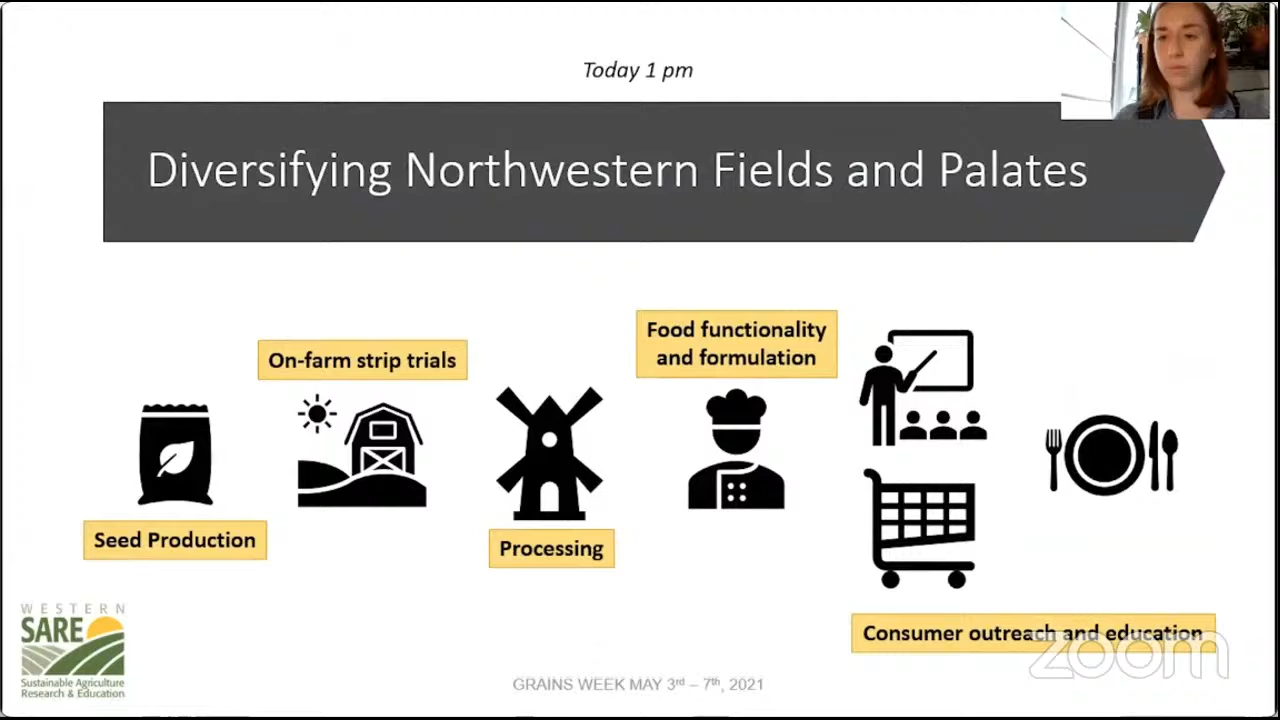 Today 1 pm
Diversifying Northwestern Fields and Palates
Food functionality
and formulation
On-farm strip trials
Seed Production
Processing
Consumer outreach and education
zoom
WESTERN
SARE
Sustainable Agriculture
Research & Education
GRAINS WEEK MAY 3rd – 7th, 2021